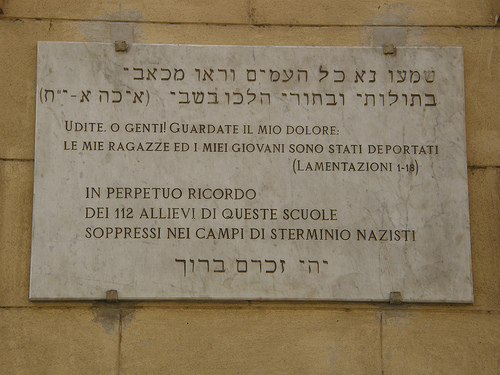 שמעו נא כל העמים וראו מכאבי
בתולותי ובחורי הלכו בשבי (איכה א-י״ח)
UDITE, O GENTI! GUARDATE IL MIO DOLORE:
LE MIE RAGAZZE ED I MIEI GIOVANI SONO STATI DEPORTATI
(LAMENTAZIONI 1-18)
IN PERPETUO RICORDO
DEI 112 ALLIEVI DI QUESTE SCUOLE
SOPPRESSI NEI CAMPI DI STERMINIO NAZISTI
יהי זכרם ברוך